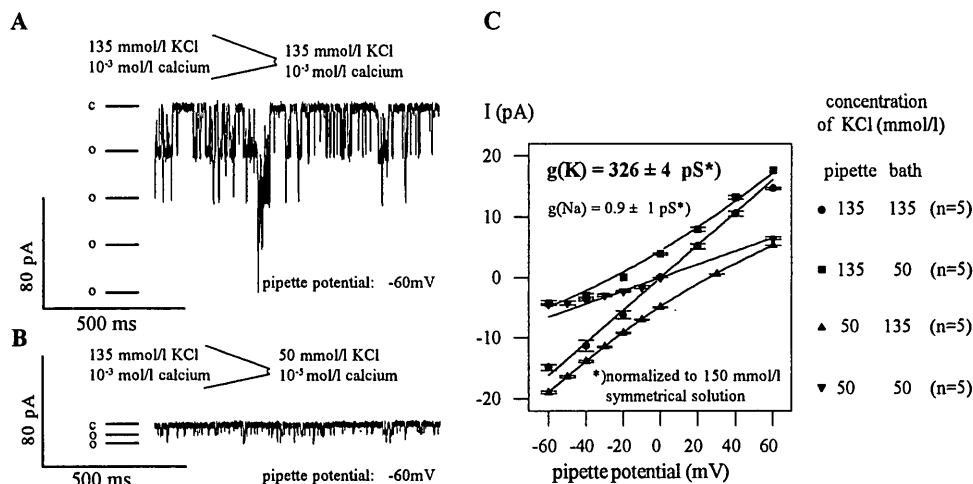 A
135 mmol/l KCl
10⁻³ mol/l calcium
135 mmol/l KCl
10⁻³ mol/l calcium
c
o
o
o
o
80 pA
500 ms
pipette potential: -60mV
B
135 mmol/l KCl
10⁻³ mol/l calcium
50 mmol/l KCl
10⁻³ mol/l calcium
c
o
o
80 pA
500 ms
pipette potential: -60mV
C
I (pA)
20
10
0
-10
-20
g(K) = 326 ± 4 pS*)
g(Na) = 0.9 ± 1 pS*)
*)normalized to 150 mmol/l
symmetrical solution
-60 -40 -20 0 20 40 60
pipette potential (mV)
concentration
of KCl (mmol/l)
pipette bath
● 135 135 (n=5)
■ 135 50 (n=5)
▲ 50 135 (n=5)
▼ 50 50 (n=5)